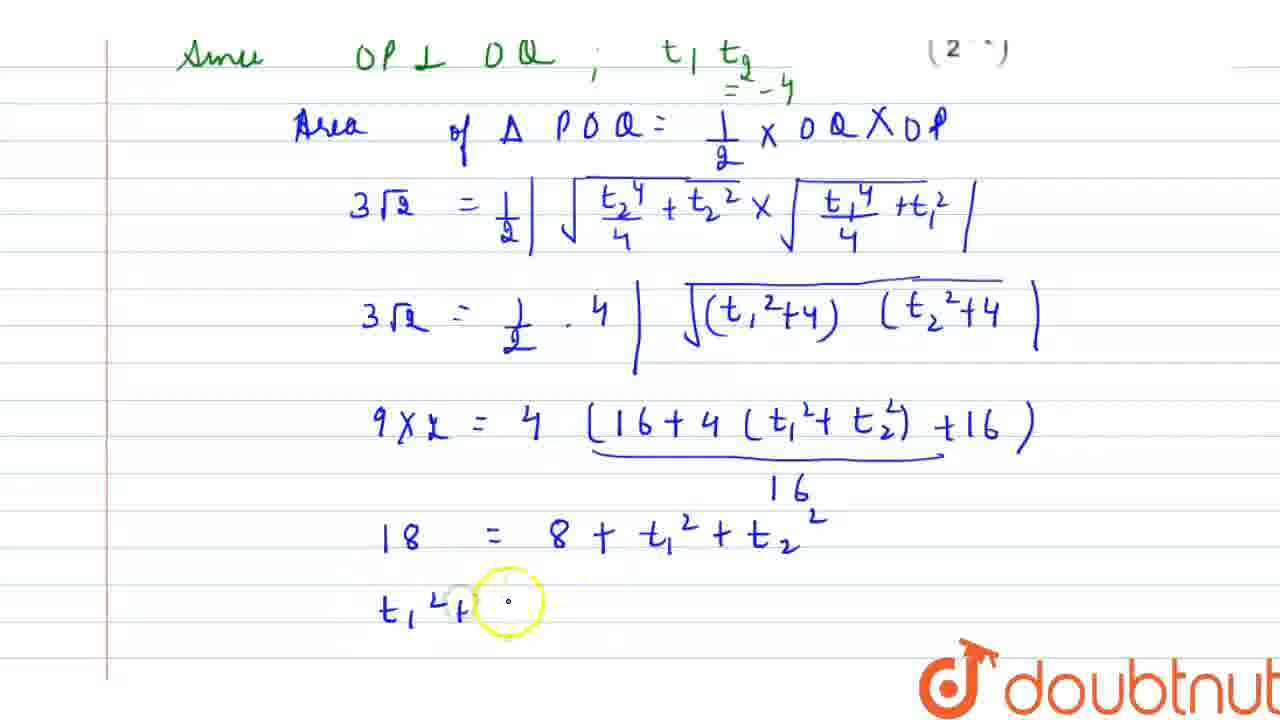 Since OP ⊥ OQ ; t₁ t₂ = -4
Area of Δ POQ = 1/2 × OQ × OP
3√2 = 1/2 | √(t₂⁴/4 + t₂²) × √(t₁⁴/4 + t₁²) |
3√2 = 1/2 . 4 | √((t₁²+4) (t₂²+4 |
9×2 = 4 (16 + 4 (t₁² + t₂²) + 16)
16
18 = 8 + t₁² + t₂²
t₁² +
doubtnut